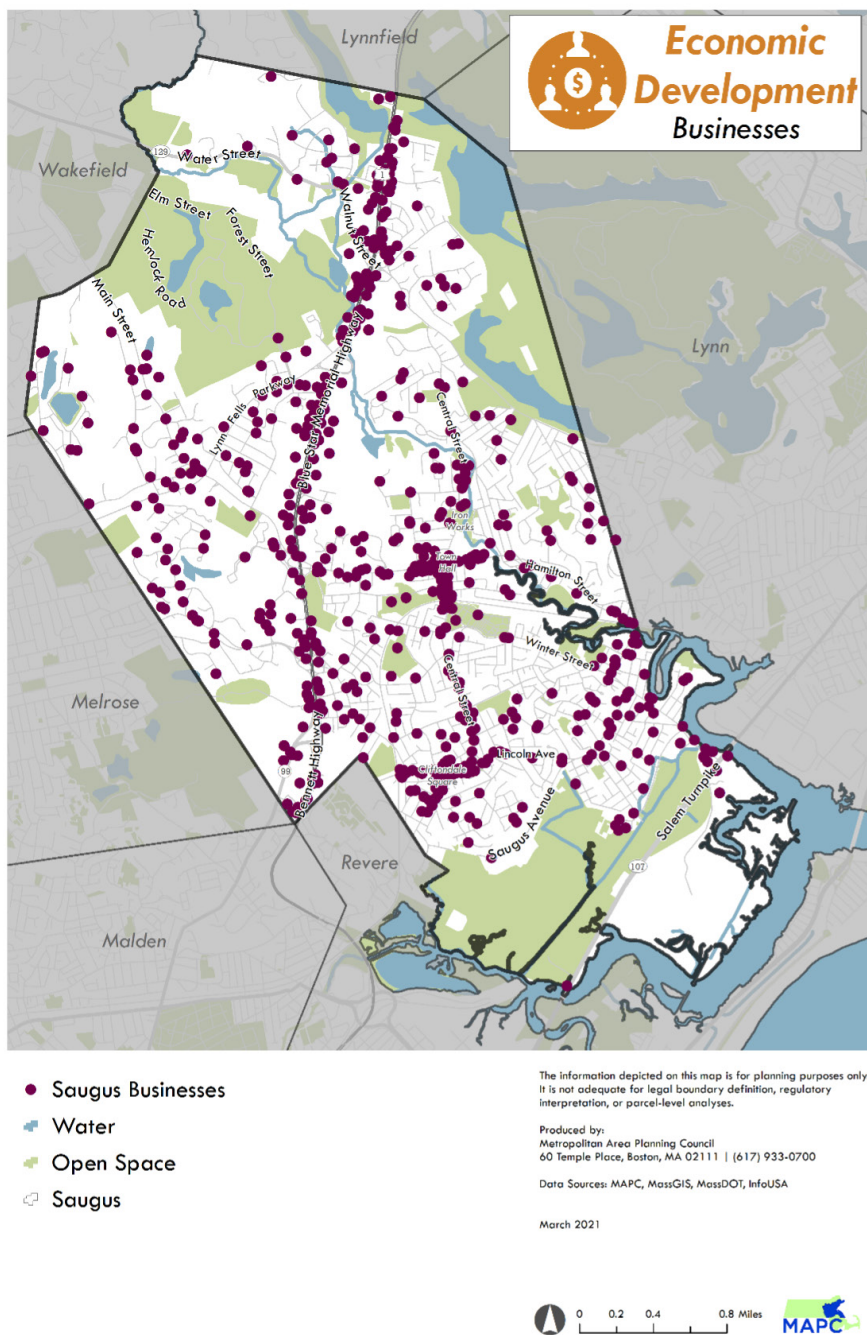 Economic
Development
Businesses
Lynnfield
Wakefield
129
Water Street
1
Elm Street
Walnut Street
Forest Street
Hemlock Road
Main Street
Lynn
Blue Star Memorial Highway
Lynn Fells Parkway
Central Street
Iron
Works
Town
Hall
Hamilton Street
Winter Street
Central Street
Melrose
99
Bennett Highway
Lincoln Ave
Cliftondale
Square
Saugus Avenue
Salem Turnpike
107
Revere
Malden
Saugus Businesses
Water
Open Space
Saugus
The information depicted on this map is for planning purposes only.
It is not adequate for legal boundary definition, regulatory
interpretation, or parcel-level analyses.
Produced by:
Metropolitan Area Planning Council
60 Temple Place, Boston, MA 02111 | (617) 933-0700
Data Sources: MAPC, MassGIS, MassDOT, InfoUSA
March 2021
0 0.2 0.4 0.8 Miles
MAPC